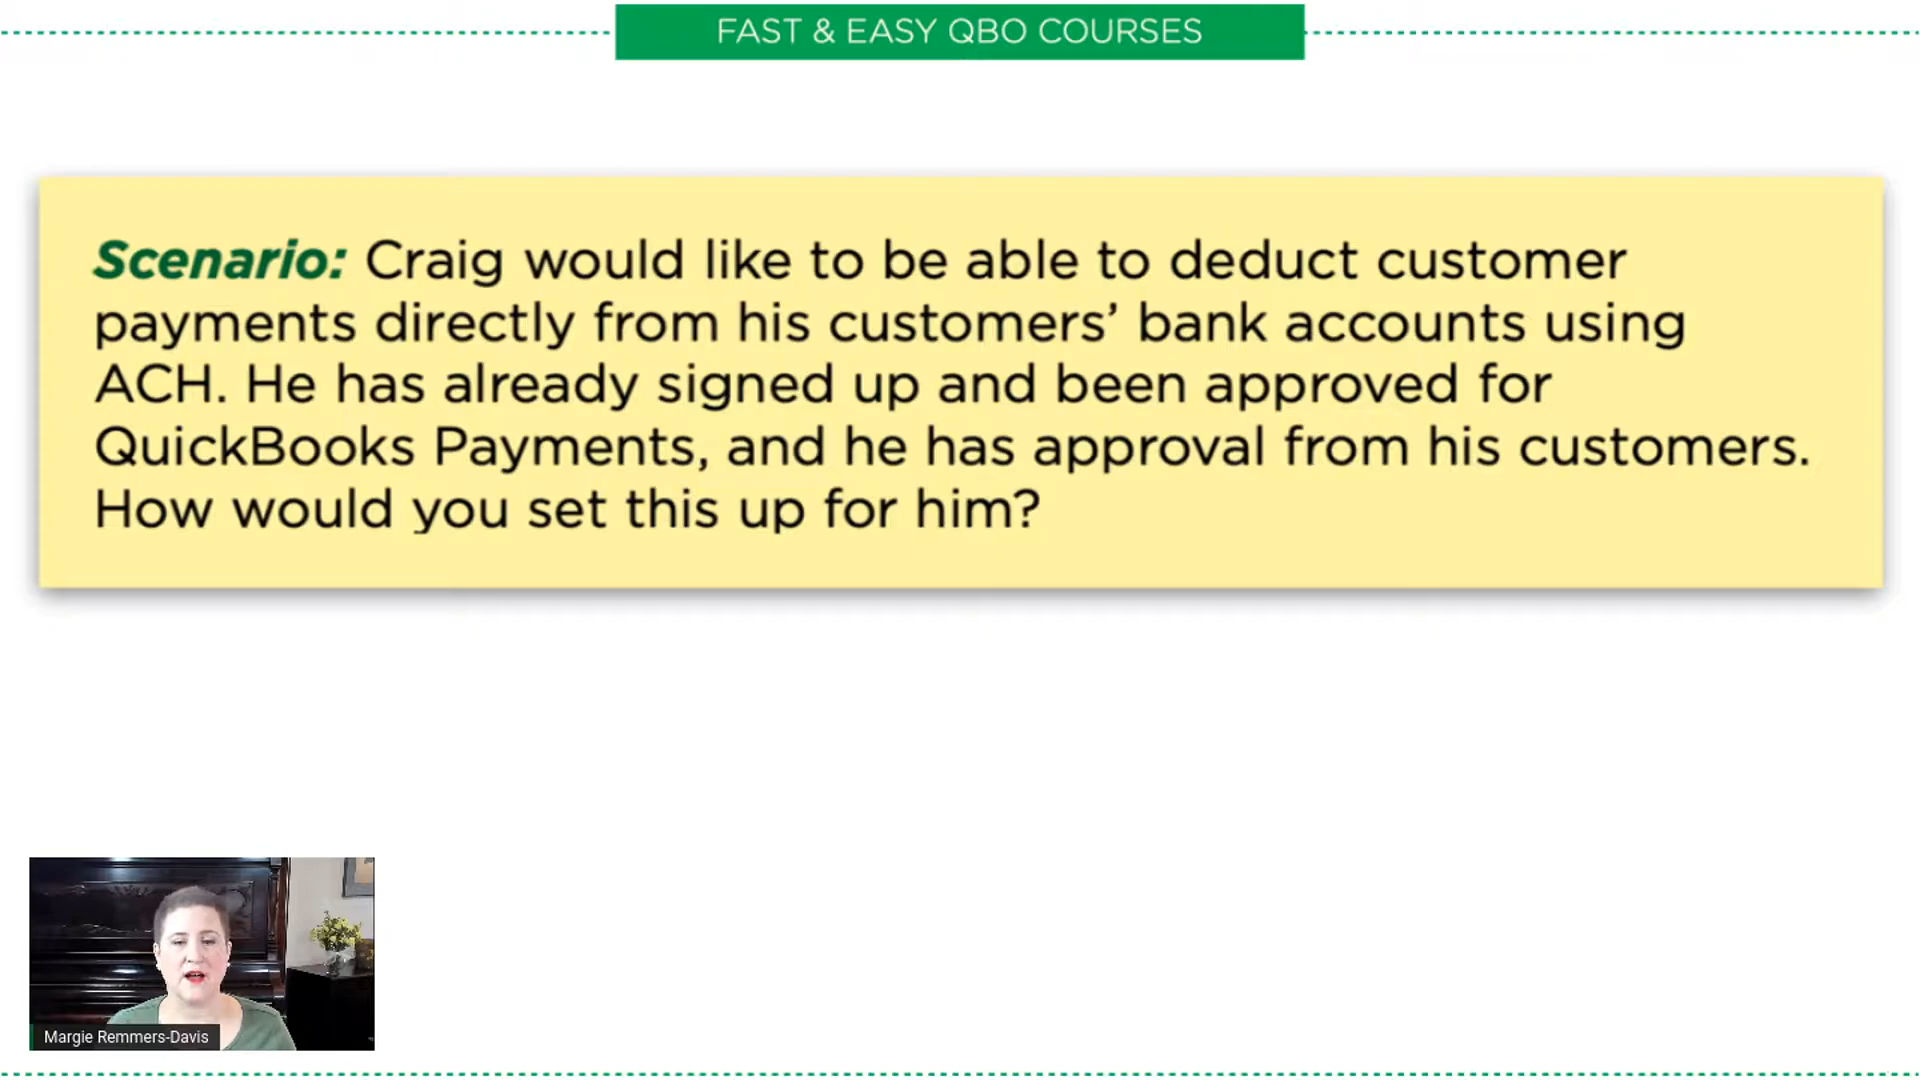 FAST & EASY QBO COURSES
Scenario: Craig would like to be able to deduct customer
payments directly from his customers’ bank accounts using
ACH. He has already signed up and been approved for
QuickBooks Payments, and he has approval from his customers.
How would you set this up for him?
Margie Remmers-Davis